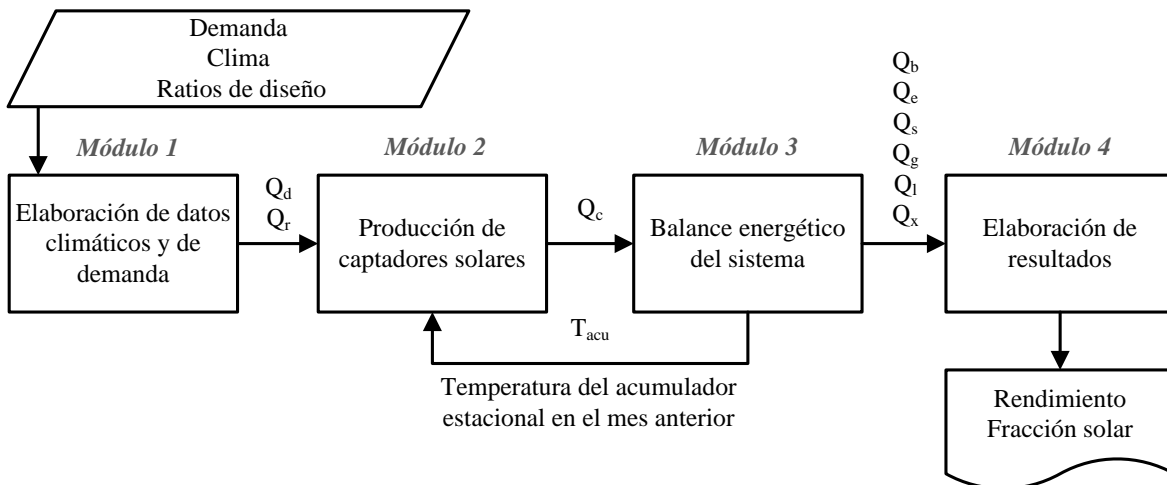 Demanda
Clima
Ratios de diseño
Módulo 1
Elaboración de datos
climáticos y de
demanda
Q_d
Q_r
Módulo 2
Producción de
captadores solares
Q_c
Módulo 3
Balance energético
del sistema
T_acu
Temperatura del acumulador
estacional en el mes anterior
Q_b
Q_e
Q_s
Q_g
Q_l
Q_x
Módulo 4
Elaboración de
resultados
Rendimiento
Fracción solar